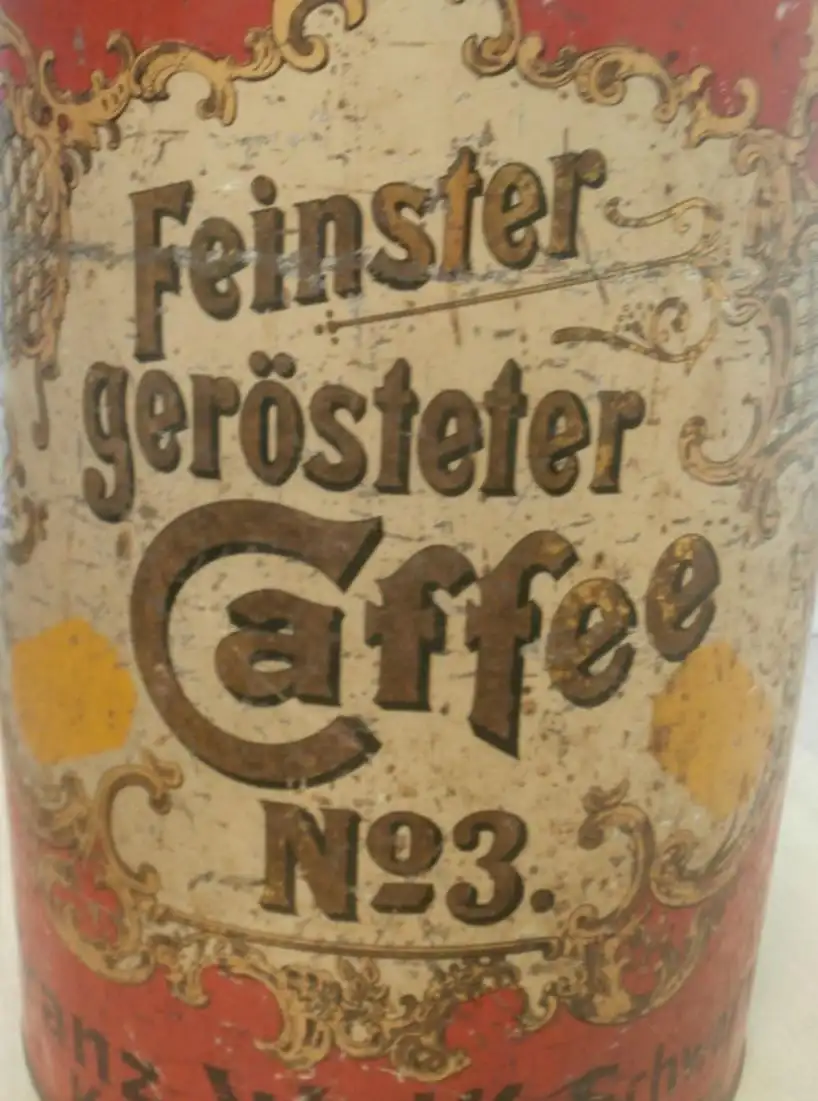 Feinster
gerösteter
Caffee
Nº3.